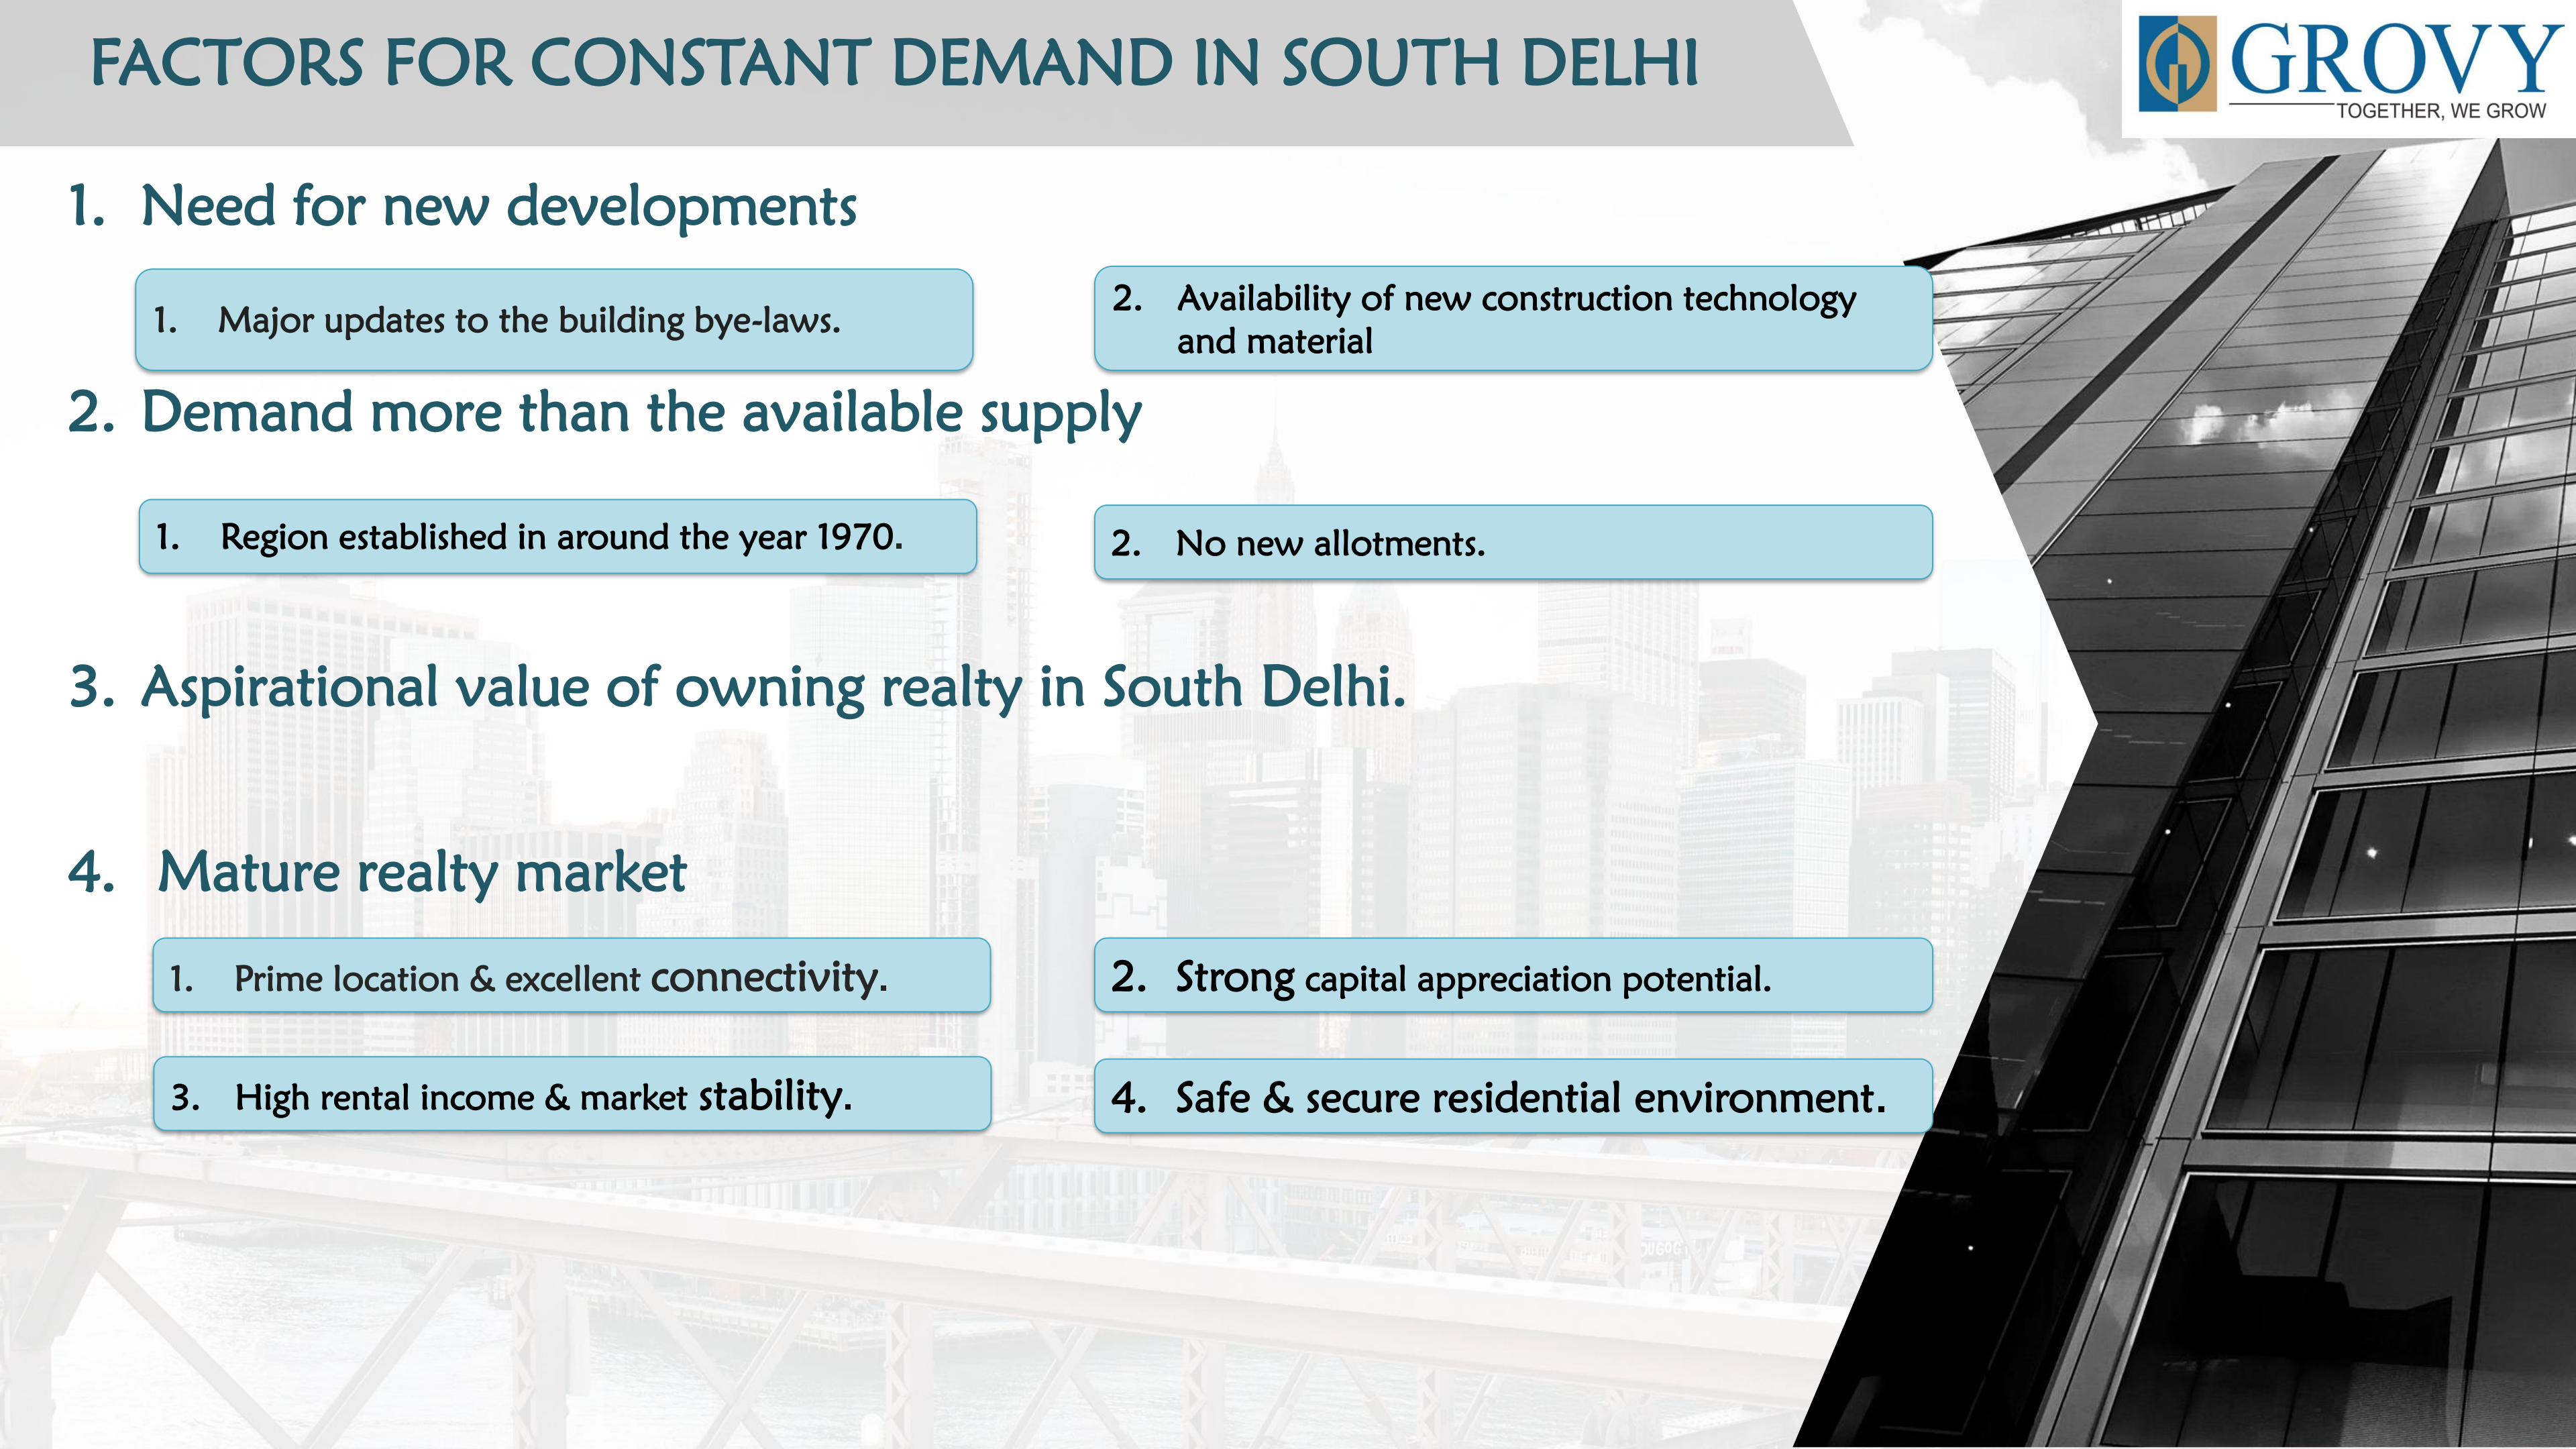 FACTORS FOR CONSTANT DEMAND IN SOUTH DELHI
GROVY
TOGETHER, WE GROW
1. Need for new developments
1. Major updates to the building bye-laws.
2. Availability of new construction technology
and material
2. Demand more than the available supply
1. Region established in around the year 1970.
2. No new allotments.
3. Aspirational value of owning realty in South Delhi.
4. Mature realty market
1. Prime location & excellent connectivity.
2. Strong capital appreciation potential.
3. High rental income & market stability.
4. Safe & secure residential environment.